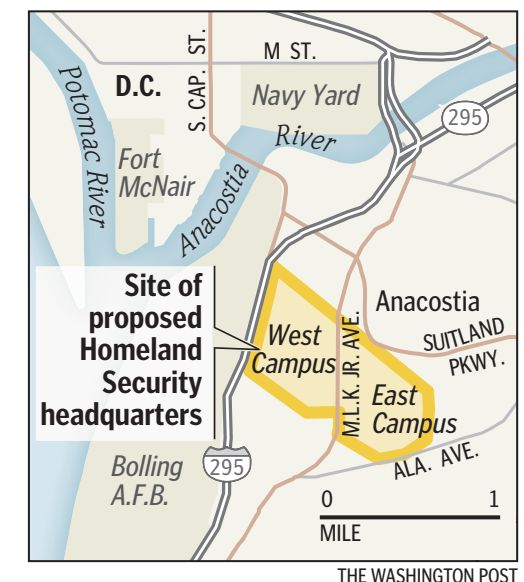 M ST.
S. CAP. ST.
D.C.
Potomac River
Navy Yard
295
River
Anacostia
Fort
McNair
Site of
proposed
Homeland
Security
headquarters
West
Campus
M.L.K. JR. AVE.
Anacostia
SUITLAND
PKWY.
East
Campus
ALA. AVE.
Bolling
A.F.B.
295
0 1
MILE
THE WASHINGTON POST